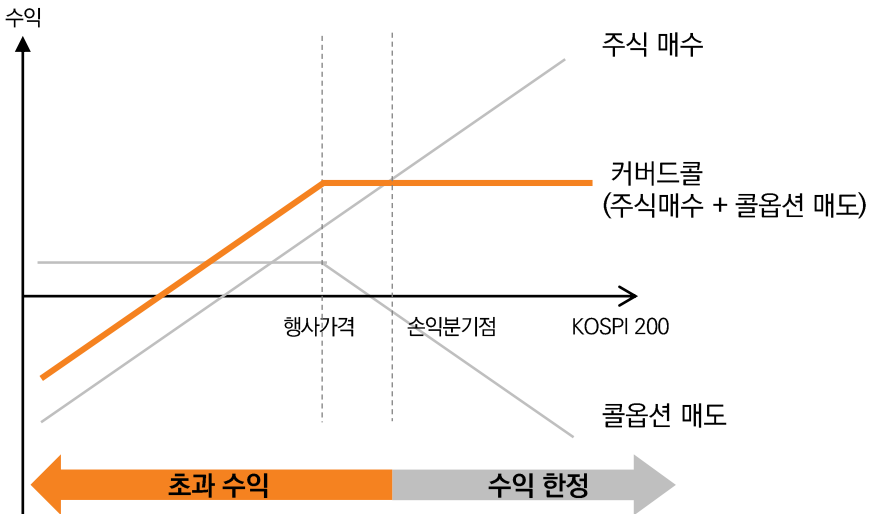 수익
주식 매수
커버드콜
(주식매수 + 콜옵션 매도)
행사가격
손익분기점
KOSPI 200
콜옵션 매도
초과 수익
수익 한정